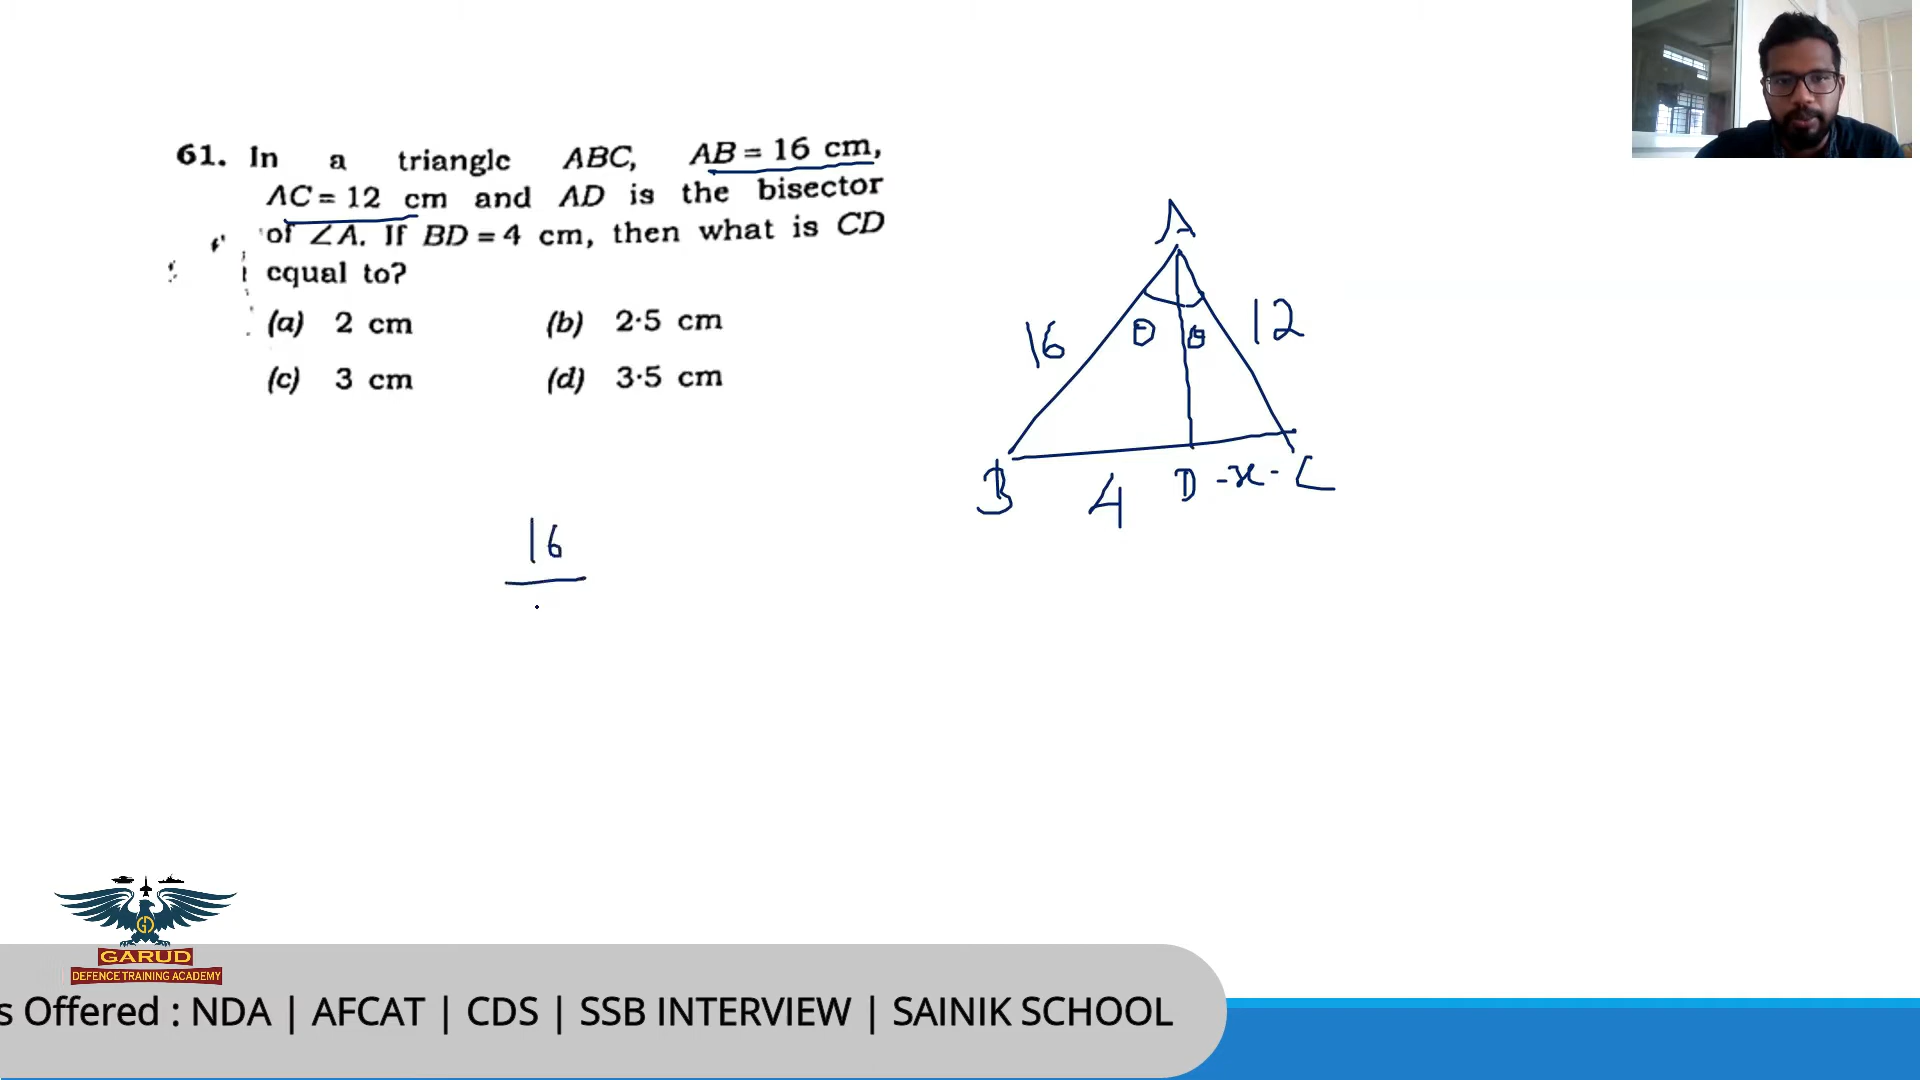 61. In a triangle ABC, AB = 16 cm,
AC = 12 cm and AD is the bisector
of ∠A. If BD = 4 cm, then what is CD
equal to?
(a) 2 cm (b) 2·5 cm
(c) 3 cm (d) 3·5 cm
A
16 θ θ 12
B 4 D -x- C
16
GARUD
DEFENCE TRAINING ACADEMY
s Offered : NDA | AFCAT | CDS | SSB INTERVIEW | SAINIK SCHOOL